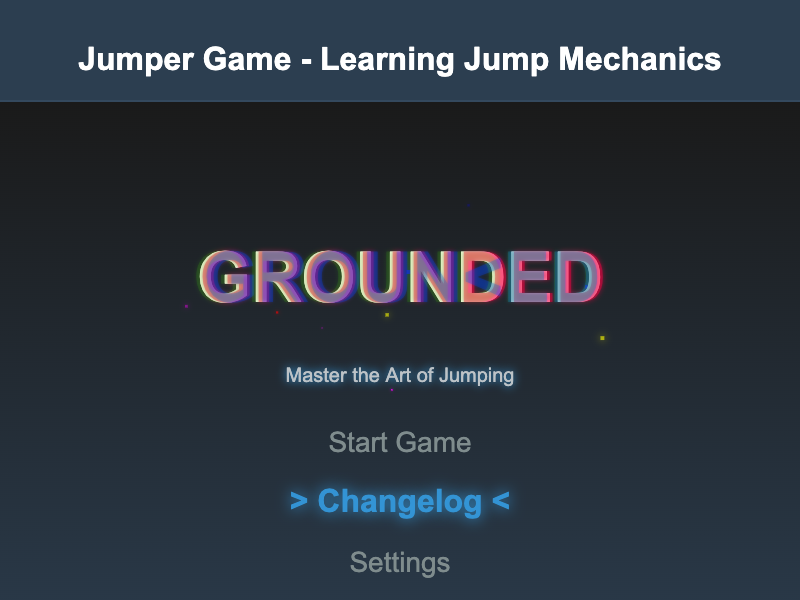 Jumper Game - Learning Jump Mechanics
GROUNDED
Master the Art of Jumping
Start Game
> Changelog <
Settings